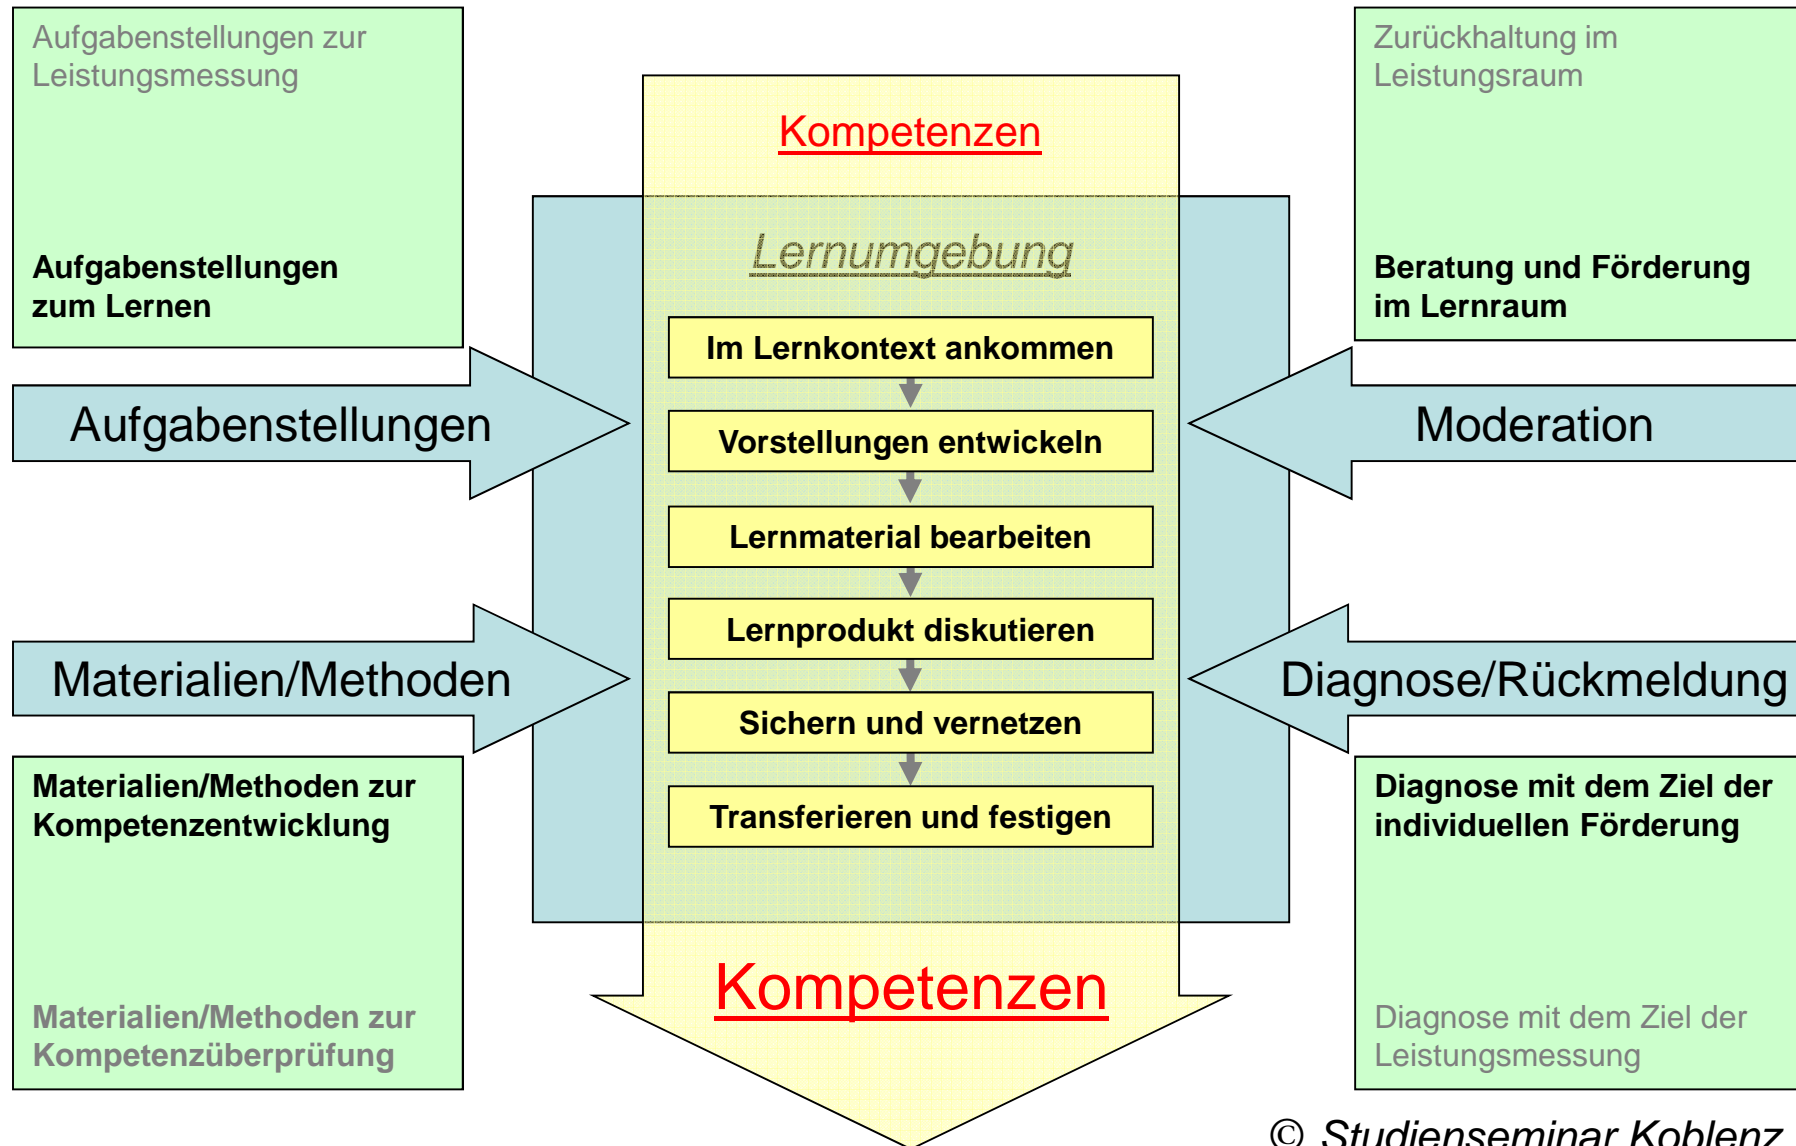 Aufgabenstellungen zur
Leistungsmessung
Aufgabenstellungen
zum Lernen
Aufgabenstellungen
Materialien/Methoden
Materialien/Methoden zur
Kompetenzentwicklung
Materialien/Methoden zur
Kompetenzüberprüfung
Kompetenzen
Lernumgebung
Im Lernkontext ankommen
Vorstellungen entwickeln
Lernmaterial bearbeiten
Lernprodukt diskutieren
Sichern und vernetzen
Transferieren und festigen
Kompetenzen
Zurückhaltung im
Leistungsraum
Beratung und Förderung
im Lernraum
Moderation
Diagnose/Rückmeldung
Diagnose mit dem Ziel der
individuellen Förderung
Diagnose mit dem Ziel der
Leistungsmessung
© Studienseminar Koblenz